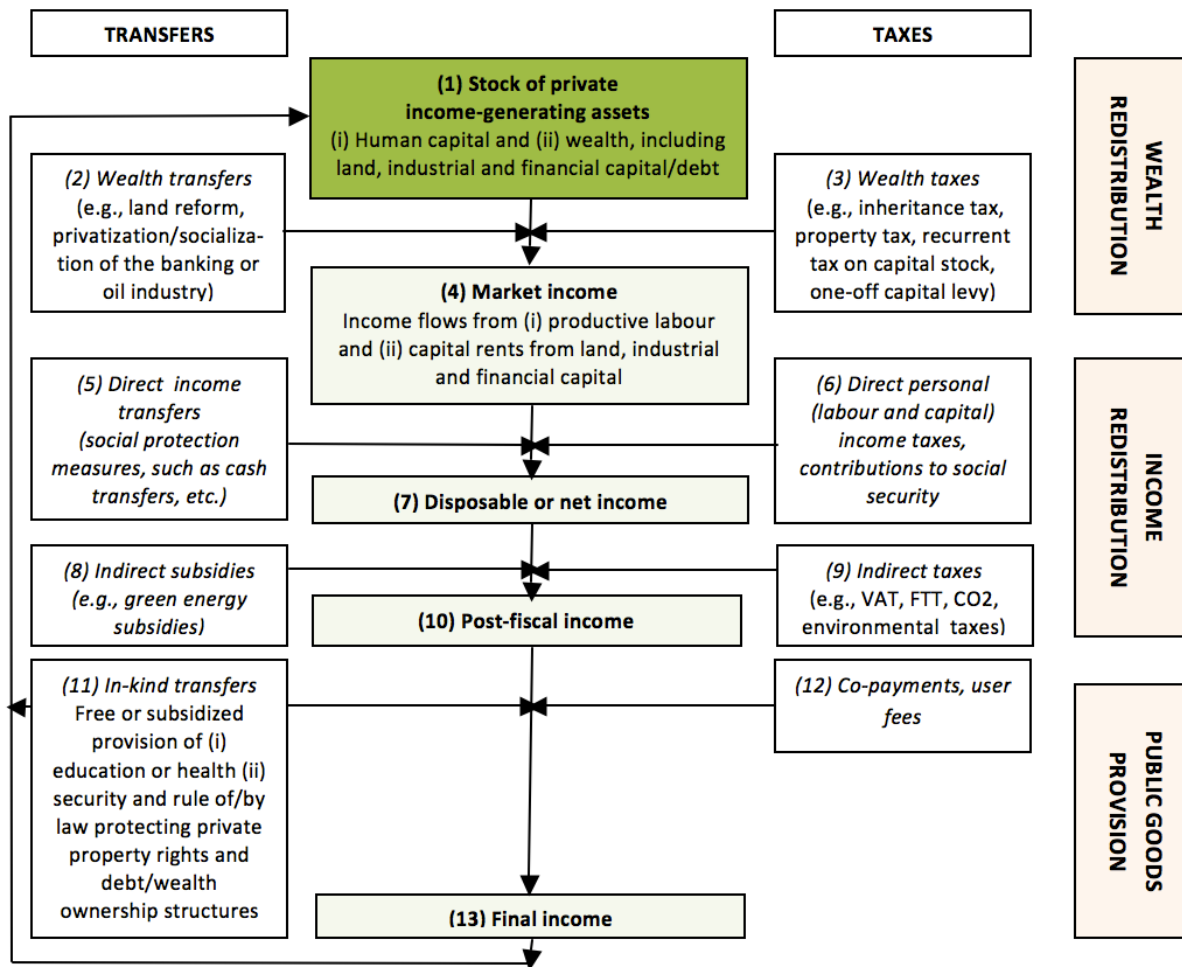 TRANSFERS
TAXES
(1) Stock of private
income-generating assets
(i) Human capital and (ii) wealth, including
land, industrial and financial capital/debt
(2) Wealth transfers
(e.g., land reform,
privatization/socializa-
tion of the banking or
oil industry)
(3) Wealth taxes
(e.g., inheritance tax,
property tax, recurrent
tax on capital stock,
one-off capital levy)
WEALTH
REDISTRIBUTION
(4) Market income
Income flows from (i) productive labour
and (ii) capital rents from land, industrial
and financial capital
(5) Direct income
transfers
(social protection
measures, such as cash
transfers, etc.)
(6) Direct personal
(labour and capital)
income taxes,
contributions to social
security
INCOME
REDISTRIBUTION
(7) Disposable or net income
(8) Indirect subsidies
(e.g., green energy
subsidies)
(9) Indirect taxes
(e.g., VAT, FTT, CO2,
environmental taxes)
(10) Post-fiscal income
(11) In-kind transfers
Free or subsidized
provision of (i)
education or health (ii)
security and rule of/by
law protecting private
property rights and
debt/wealth
ownership structures
(12) Co-payments, user
fees
PUBLIC GOODS
PROVISION
(13) Final income